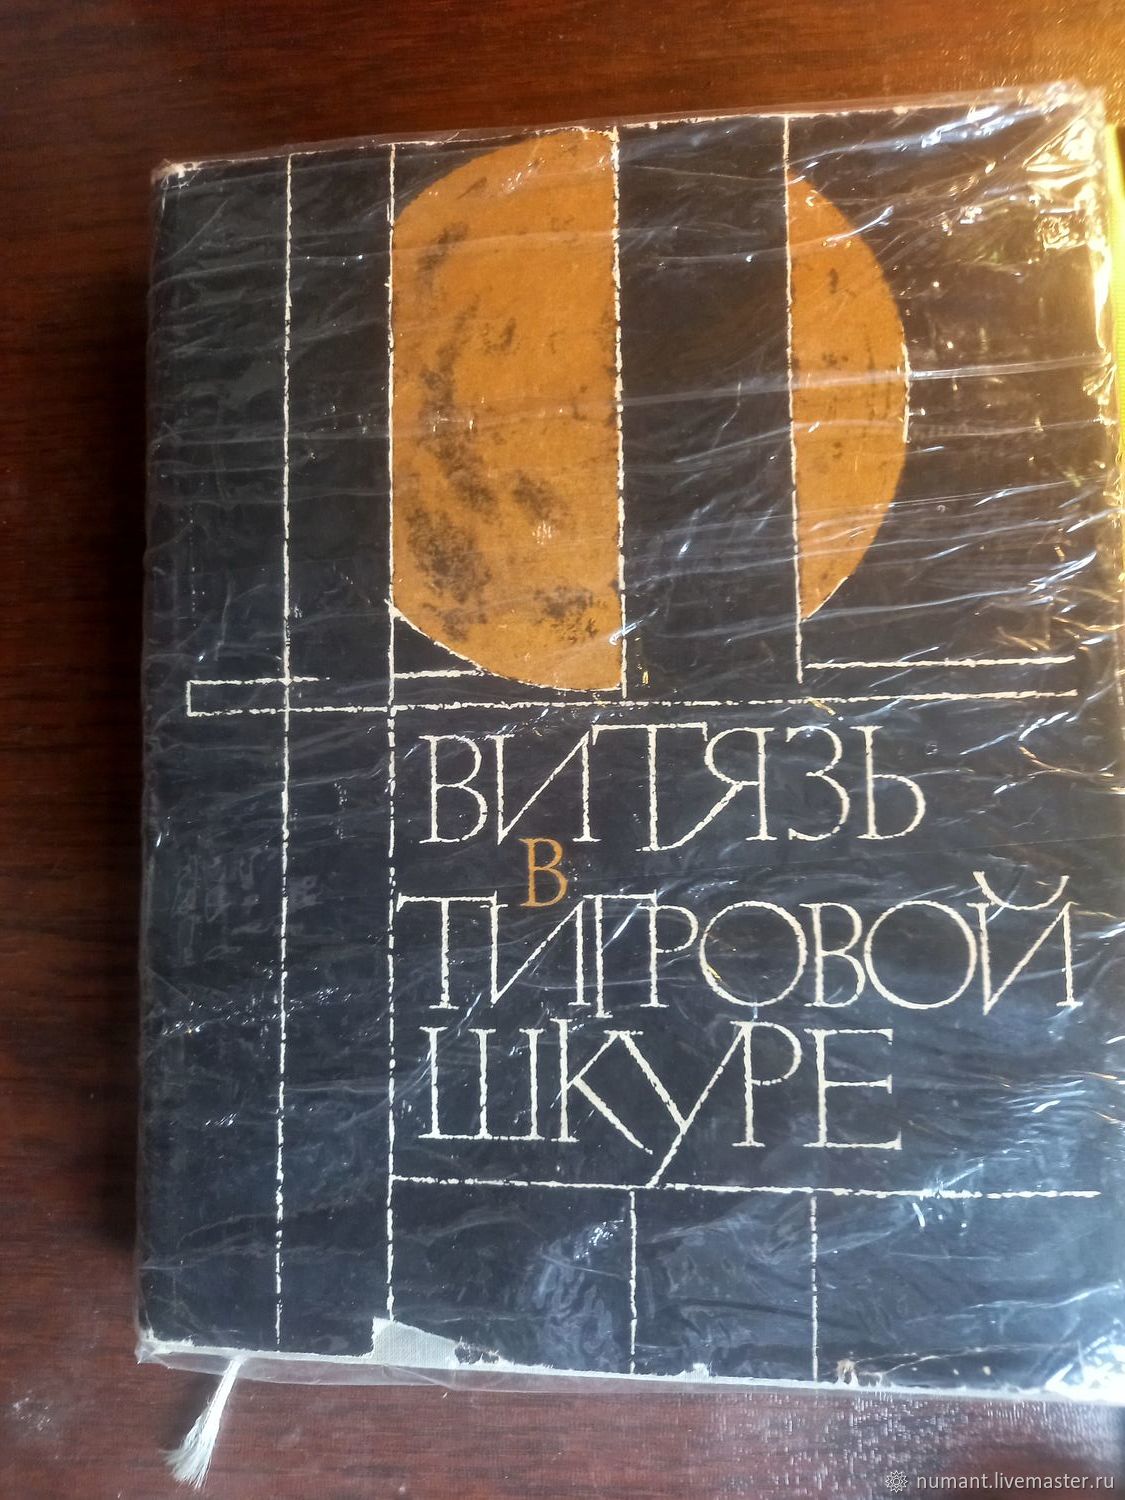 ВИТЯЗЬ
В
ТИГРОВОЙ
ШКУРЕ
numant.livemaster.ru